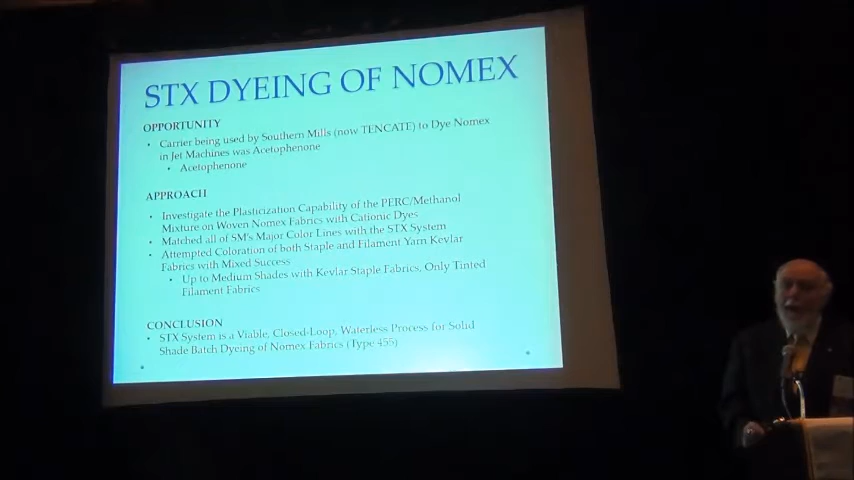 STX DYEING OF NOMEX
OPPORTUNITY
• Carrier being used by Southern Mills (now TENCATE) to Dye Nomex
in Jet Machines was Acetophenone
• Acetophenone
APPROACH
• Investigate the Plasticization Capability of the PERC/Methanol
Mixture on Woven Nomex Fabrics with Cationic Dyes
• Matched all of SM's Major Color Lines with the STX System
• Attempted Coloration of both Staple and Filament Yarn Kevlar
Fabrics with Mixed Success
• Up to Medium Shades with Kevlar Staple Fabrics, Only Tinted
Filament Fabrics
CONCLUSION
• STX System is a Viable, Closed-Loop, Waterless Process for Solid
Shade Batch Dyeing of Nomex Fabrics (Type 455)